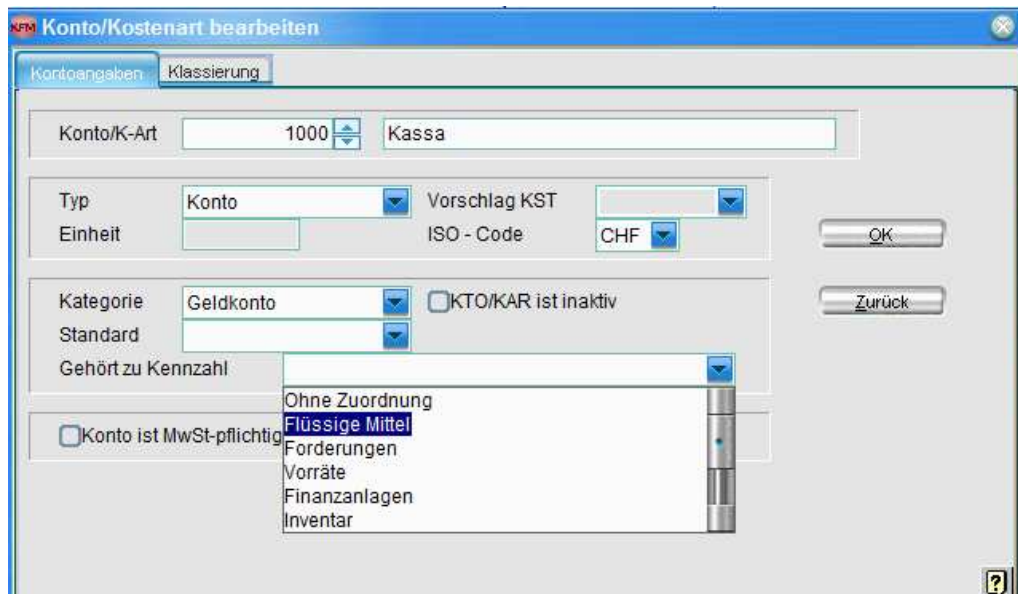 KFM Konto/Kostenart bearbeiten
Kontoangaben Klassierung
Konto/K-Art 1000 Kassa
Typ Konto Vorschlag KST
Einheit ISO - Code CHF OK
Kategorie Geldkonto KTO/KAR ist inaktiv Zurück
Standard
Gehört zu Kennzahl
Ohne Zuordnung
Flüssige Mittel
Konto ist MwSt-pflichtig
Forderungen
Vorräte
Finanzanlagen
Inventar
?